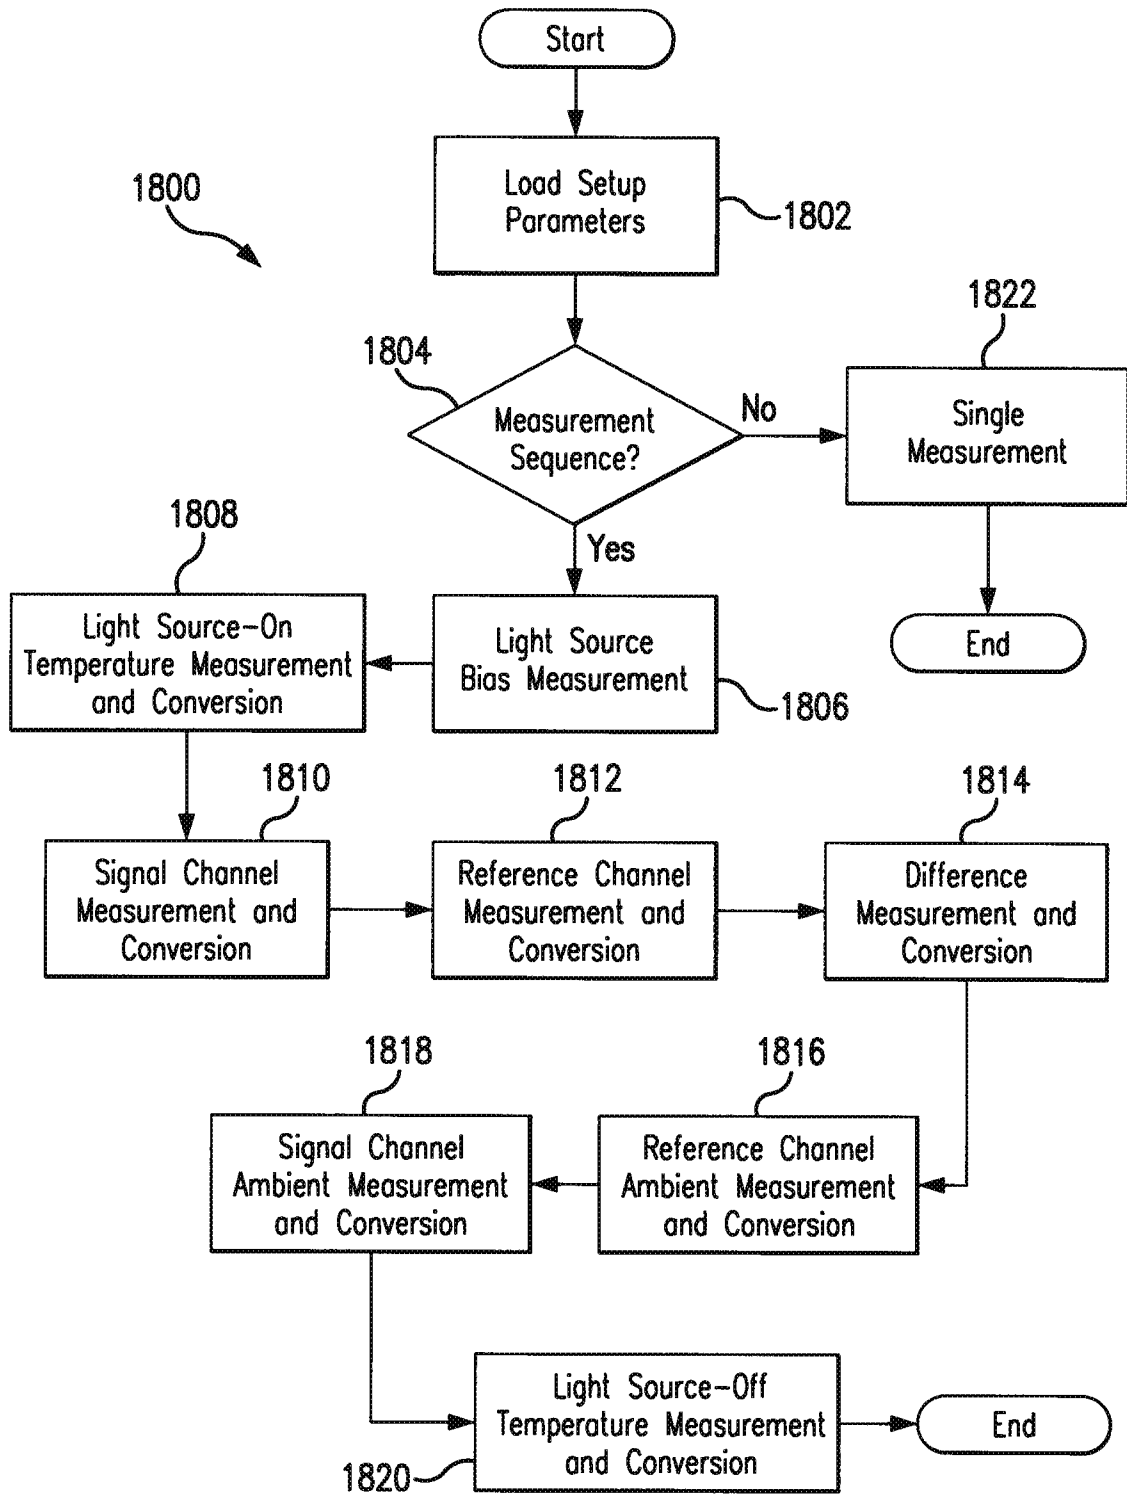 Start
Load Setup
Parameters
1802
1800
1804
Measurement
Sequence?
No
1822
Single
Measurement
End
Yes
Light Source
Bias Measurement
1806
1808
Light Source-On
Temperature Measurement
and Conversion
1810
Signal Channel
Measurement and
Conversion
1812
Reference Channel
Measurement and
Conversion
1814
Difference
Measurement and
Conversion
1816
Reference Channel
Ambient Measurement
and Conversion
1818
Signal Channel
Ambient Measurement
and Conversion
Light Source-Off
Temperature Measurement
and Conversion
1820
End